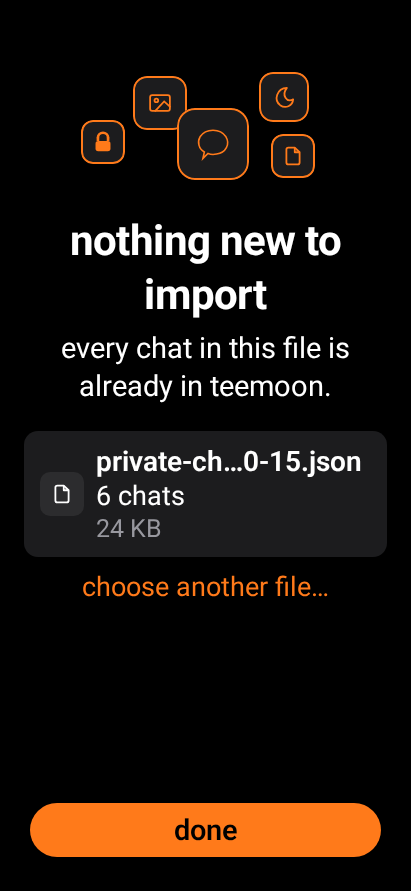 nothing new to
import
every chat in this file is
already in teemoon.
private-ch…0-15.json
6 chats
24 KB
choose another file…
done